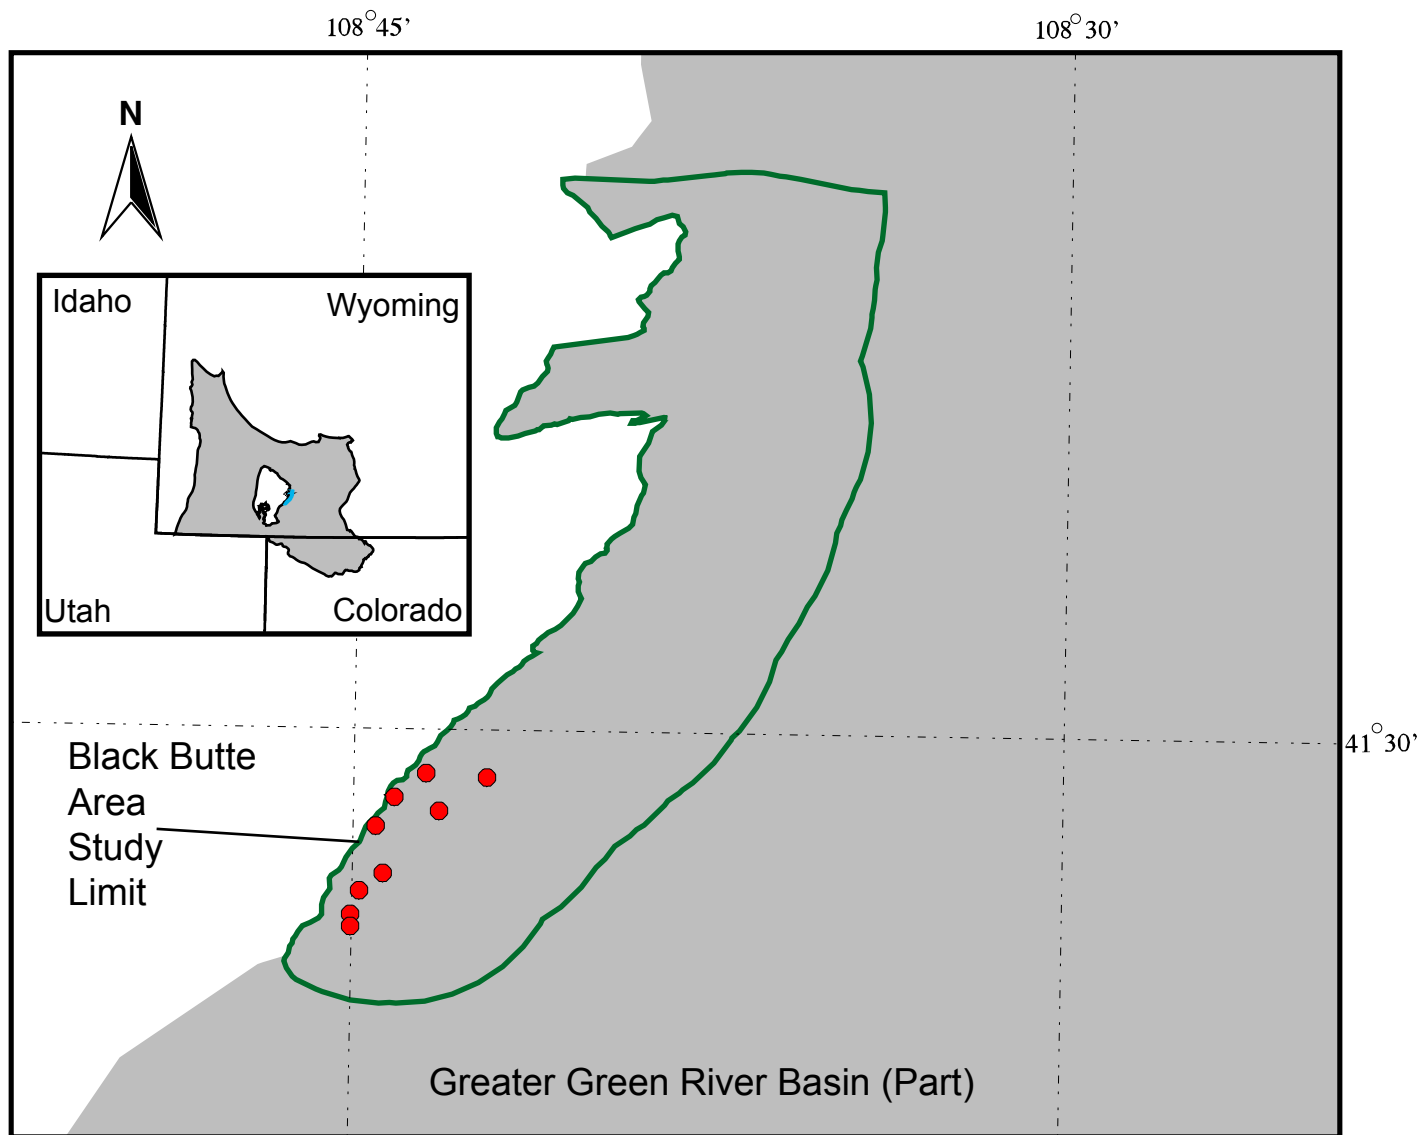 108°45'
108°30'
N
Idaho
Wyoming
Utah
Colorado
41°30'
Black Butte
Area
Study
Limit
Greater Green River Basin (Part)